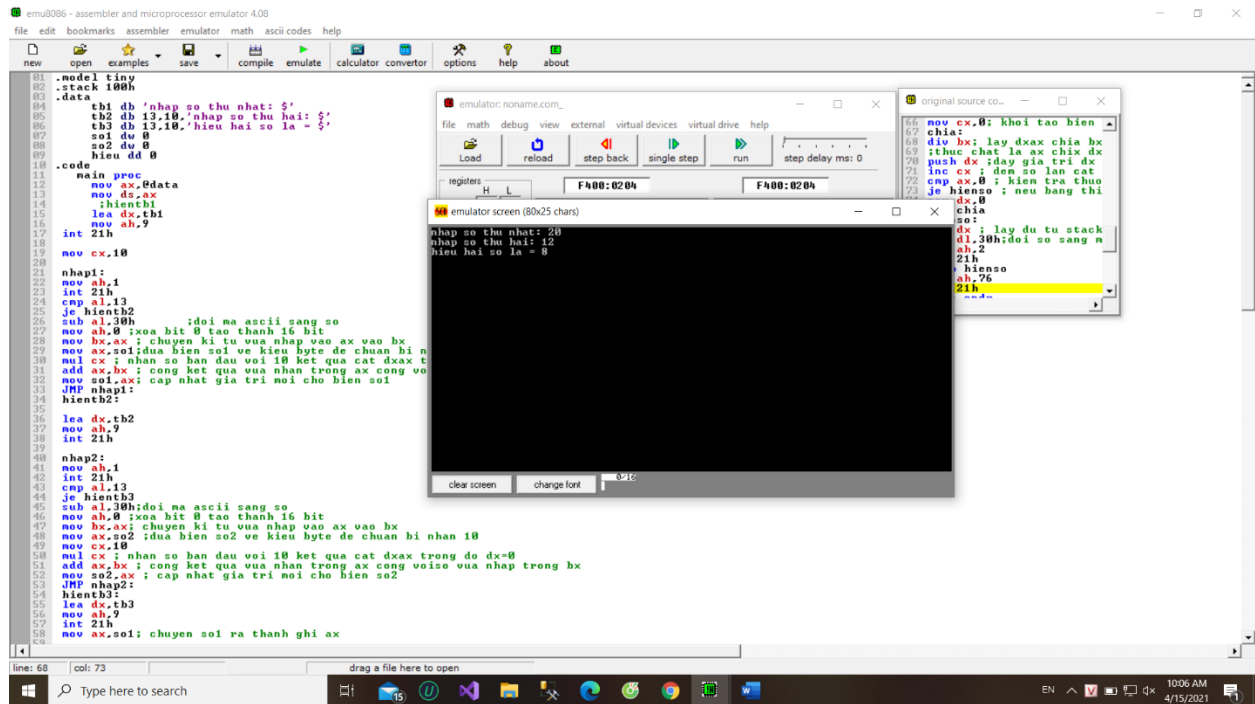 emu8086 - assembler and microprocessor emulator 4.08
file edit bookmarks assembler emulator math ascii codes help
new open examples save compile emulate calculator convertor options help about
01 .model tiny
02 .stack 100h
03 .data
04 tb1 db 'nhap so thu nhat: $'
05 tb2 db 13,10,'nhap so thu hai: $'
06 tb3 db 13,10,'hieu hai so la = $'
07 so1 dw 0
08 so2 dw 0
09 hieu dd 0
10 .code
11 main proc
12 mov ax,@data
13 mov ds,ax
14 ;hientb1
15 lea dx,tb1
16 mov ah,9
17 int 21h
18
19 mov cx,10
20
21 nhap1:
22 mov ah,1
23 int 21h
24 cmp al,13
25 je hientb2
26 sub al,30h ;doi ma ascii sang so
27 mov ah,0 ;xoa bit 0 tao thanh 16 bit
28 mov bx,ax ; chuyen ki tu vua nhap vao ax vao bx
29 mov ax,so1;dua bien so1 ve kieu byte de chuan bi n
30 mul cx ; nhan so ban dau voi 10 ket qua cat dxax t
31 add ax,bx ; cong ket qua vua nhan trong ax cong vo
32 mov so1,ax; cap nhat gia tri moi cho bien so1
33 JMP nhap1:
34 hientb2:
35
36 lea dx,tb2
37 mov ah,9
38 int 21h
39
40 nhap2:
41 mov ah,1
42 int 21h
43 cmp al,13
44 je hientb3
45 sub al,30h;doi ma ascii sang so
46 mov ah,0 ;xoa bit 0 tao thanh 16 bit
47 mov bx,ax; chuyen ki tu vua nhap vao ax vao bx
48 mov ax,so2 ;dua bien so2 ve kieu byte de chuan bi nhan 10
49 mov cx,10
50 mul cx ; nhan so ban dau voi 10 ket qua cat dxax trong do dx=0
51 add ax,bx ; cong ket qua vua nhan trong ax cong voiso vua nhap trong bx
52 mov so2,ax ; cap nhat gia tri moi cho bien so2
53 JMP nhap2:
54 hientb3:
55 lea dx,tb3
56 mov ah,9
57 int 21h
58 mov ax,so1; chuyen so1 ra thanh ghi ax
emulator: noname.com_
file math debug view external virtual devices virtual drive help
Load reload step back single step run step delay ms: 0
registers F400:0204 F400:0204
H L
original source co...
66 mov cx,0; khoi tao bien
67 chia:
68 div bx; lay dxax chia bx
69 ;thuc chat la ax chix dx
70 push dx ;day gia tri dx
71 inc cx ; dem so lan cat
72 cmp ax,0 ; kiem tra thuo
73 je hienso ; neu bang thi
dx,0
chia
so:
dx ; lay du tu stack
dl,30h;doi so sang m
ah,2
21h
hienso
ah,76
21h
emulator screen (80x25 chars)
nhap so thu nhat: 20
nhap so thu hai: 12
hieu hai so la = 8
clear screen change font 0/16
line: 68 col: 73 drag a file here to open
Type here to search
15
EN
10:06 AM
4/15/2021
1